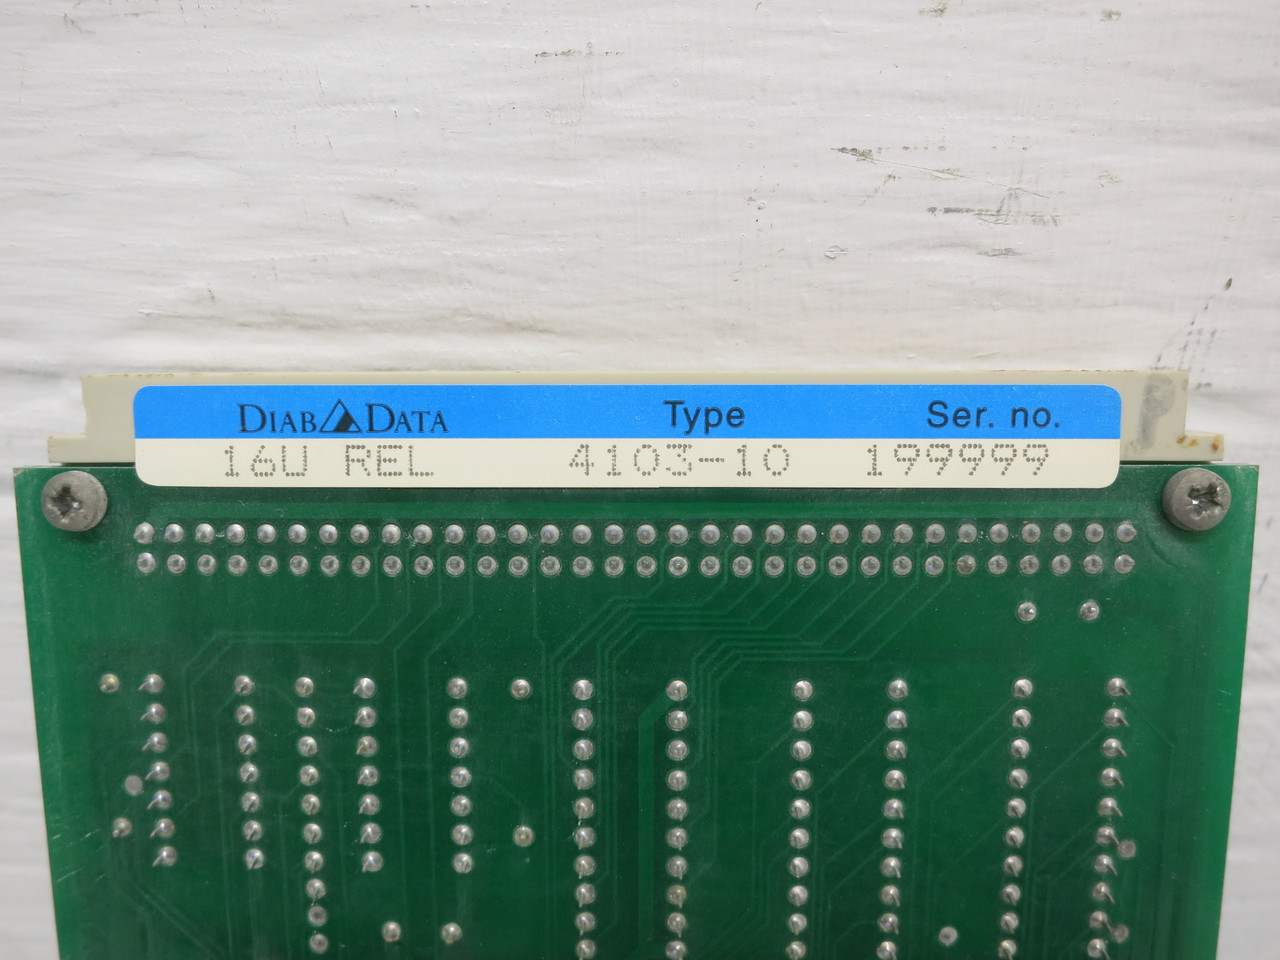 DIAB DATA Type Ser. no.
16U REL 4103-10 199999